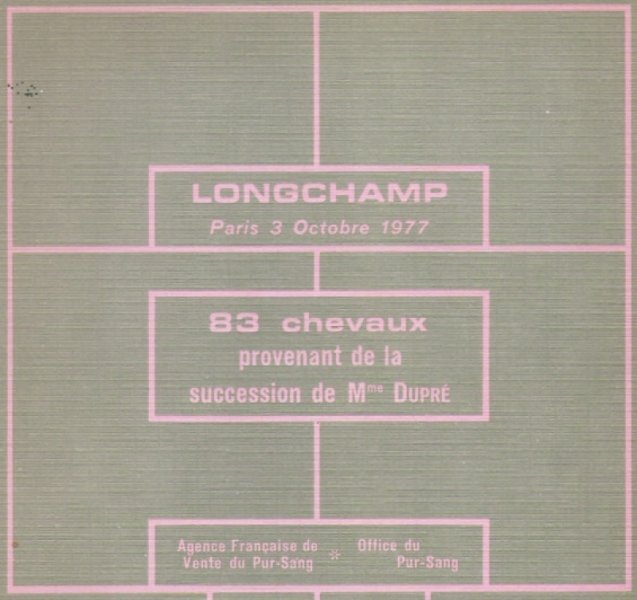 LONGCHAMP
Paris 3 Octobre 1977
83 chevaux
provenant de la
succession de Mme DUPRÉ
Agence Française de
Vente du Pur-Sang
*
Office du
Pur-Sang